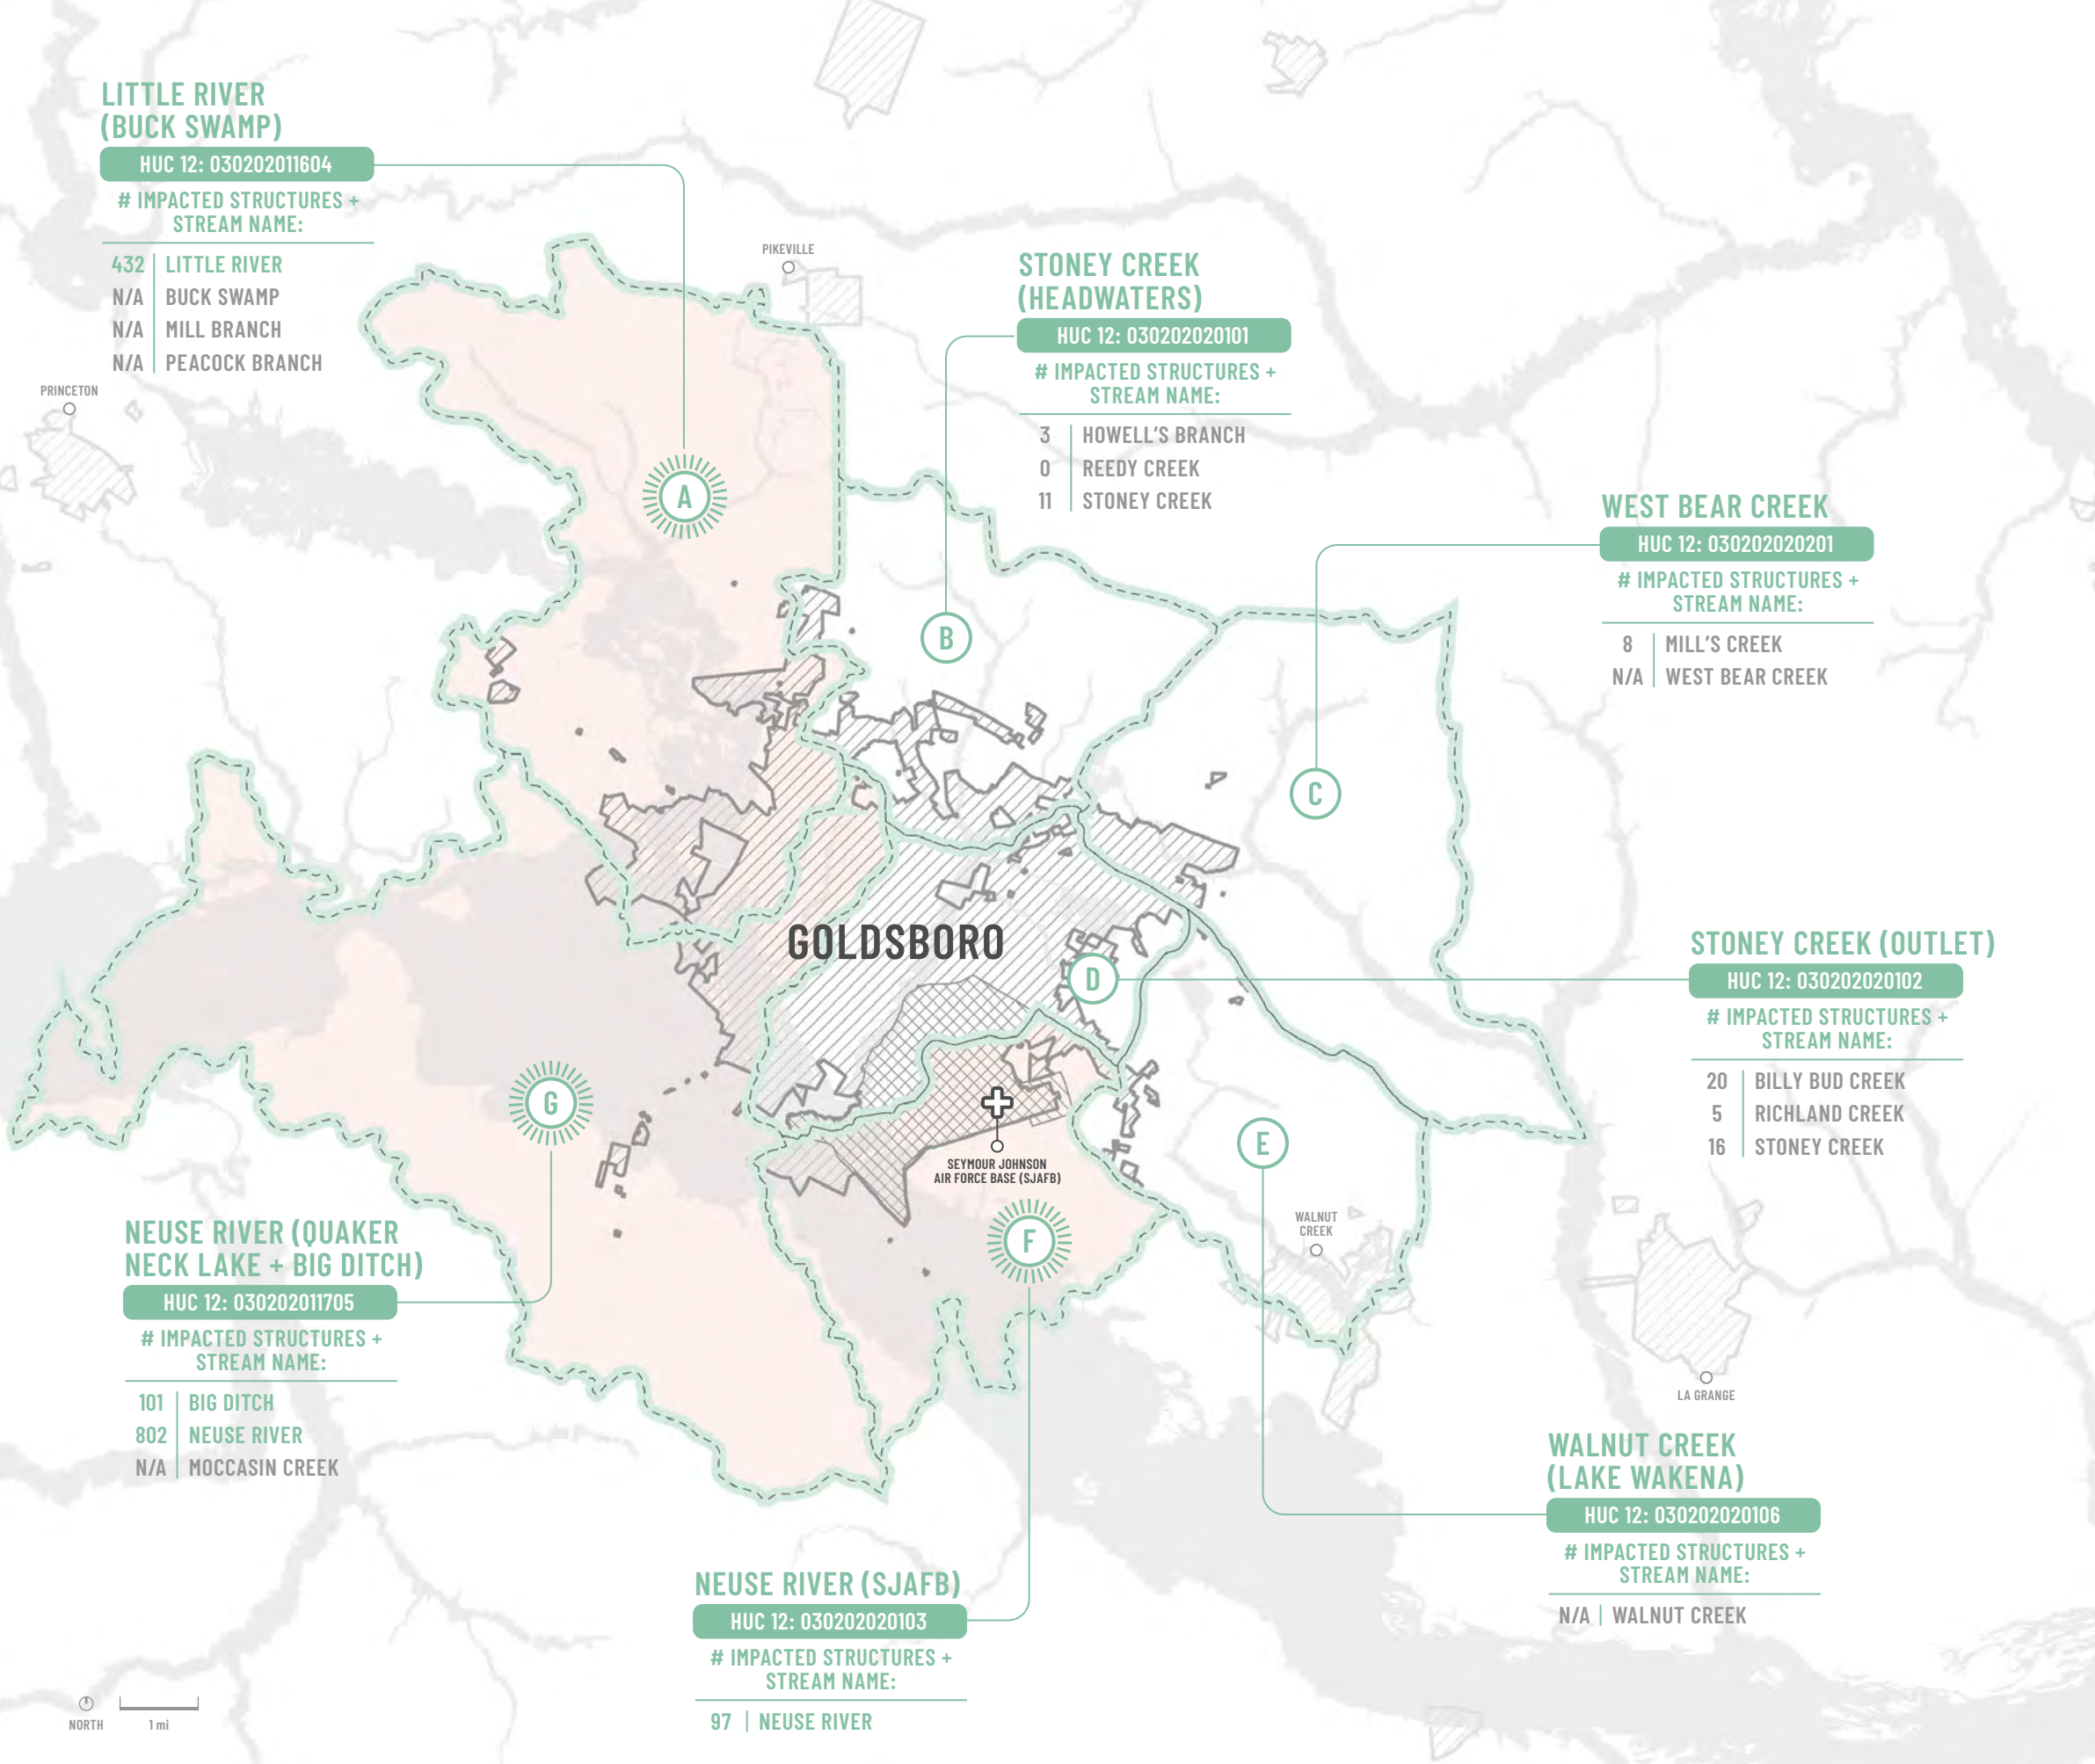 LITTLE RIVER
(BUCK SWAMP)
HUC 12: 030202011604
# IMPACTED STRUCTURES +
STREAM NAME:
432 LITTLE RIVER
N/A BUCK SWAMP
N/A MILL BRANCH
N/A PEACOCK BRANCH
PRINCETON
PIKEVILLE
STONEY CREEK
(HEADWATERS)
HUC 12: 030202020101
# IMPACTED STRUCTURES +
STREAM NAME:
3 HOWELL'S BRANCH
0 REEDY CREEK
11 STONEY CREEK
WEST BEAR CREEK
HUC 12: 030202020201
# IMPACTED STRUCTURES +
STREAM NAME:
8 MILL'S CREEK
N/A WEST BEAR CREEK
A
B
C
GOLDSBORO
D
STONEY CREEK (OUTLET)
HUC 12: 030202020102
# IMPACTED STRUCTURES +
STREAM NAME:
20 BILLY BUD CREEK
5 RICHLAND CREEK
16 STONEY CREEK
G
E
SEYMOUR JOHNSON
AIR FORCE BASE (SJAFB)
F
WALNUT
CREEK
LA GRANGE
NEUSE RIVER (QUAKER
NECK LAKE + BIG DITCH)
HUC 12: 030202011705
# IMPACTED STRUCTURES +
STREAM NAME:
101 BIG DITCH
802 NEUSE RIVER
N/A MOCCASIN CREEK
WALNUT CREEK
(LAKE WAKENA)
HUC 12: 030202020106
# IMPACTED STRUCTURES +
STREAM NAME:
N/A WALNUT CREEK
NEUSE RIVER (SJAFB)
HUC 12: 030202020103
# IMPACTED STRUCTURES +
STREAM NAME:
97 NEUSE RIVER
NORTH
1 mi